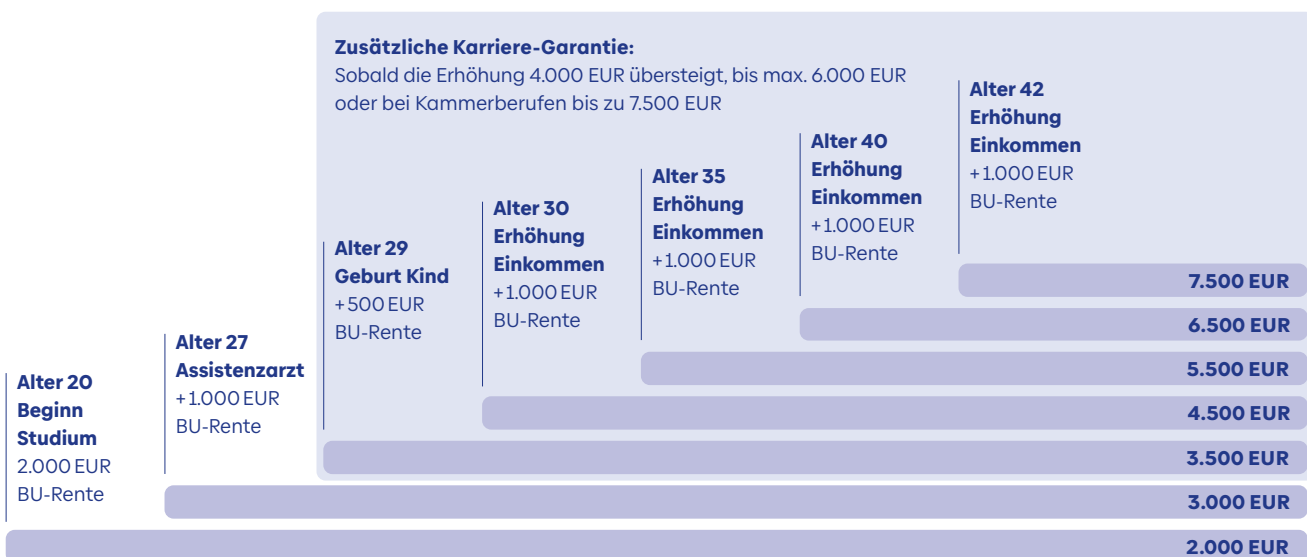 Zusätzliche Karriere-Garantie:
Sobald die Erhöhung 4.000 EUR übersteigt, bis max. 6.000 EUR
oder bei Kammerberufen bis zu 7.500 EUR
Alter 20
Beginn
Studium
2.000 EUR
BU-Rente
Alter 27
Assistenzarzt
+1.000 EUR
BU-Rente
Alter 29
Geburt Kind
+500 EUR
BU-Rente
Alter 30
Erhöhung
Einkommen
+1.000 EUR
BU-Rente
Alter 35
Erhöhung
Einkommen
+1.000 EUR
BU-Rente
Alter 40
Erhöhung
Einkommen
+1.000 EUR
BU-Rente
Alter 42
Erhöhung
Einkommen
+1.000 EUR
BU-Rente
7.500 EUR
6.500 EUR
5.500 EUR
4.500 EUR
3.500 EUR
3.000 EUR
2.000 EUR